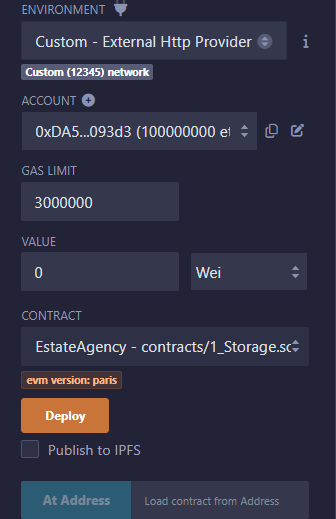 ENVIRONMENT
Custom - External Http Provider
Custom (12345) network
ACCOUNT
0xDA5...093d3 (100000000 et
GAS LIMIT
3000000
VALUE
0
Wei
CONTRACT
EstateAgency - contracts/1_Storage.so
evm version: paris
Deploy
Publish to IPFS
At Address
Load contract from Address